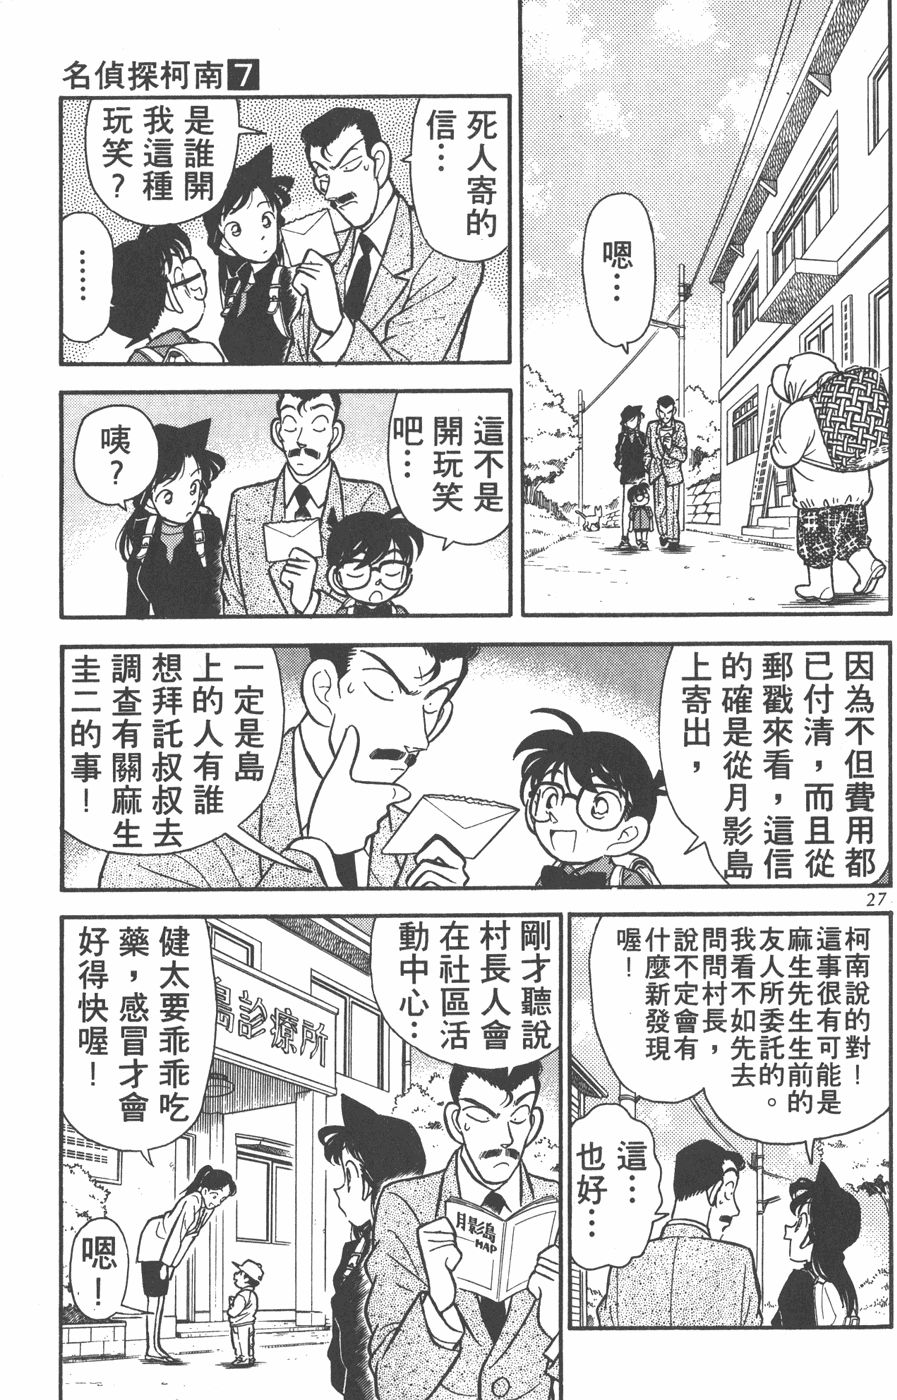 名偵探柯南7
嗯…
死人寄的
信…
是誰開
我這種
玩笑？
……
這不是
開玩笑
吧…
咦？
因為不但費用都
已付清，而且從
郵戳來看，這信
的確是從月影島
上寄出，
一定是島
上的人有誰
想拜託叔叔去
調查有關麻生
圭二的事！
27
柯南說的對！
這事很有可能是
麻生先生生前的
友人所委託的。
我看不如先去
問問村長，
說不定會有
什麼新發現
喔！
這…
也好…
剛才聽說
村長人會
在社區活
動中心…
月影島
MAP
島診療所
健太要乖乖吃
藥，感冒才會
好得快喔！
嗯！